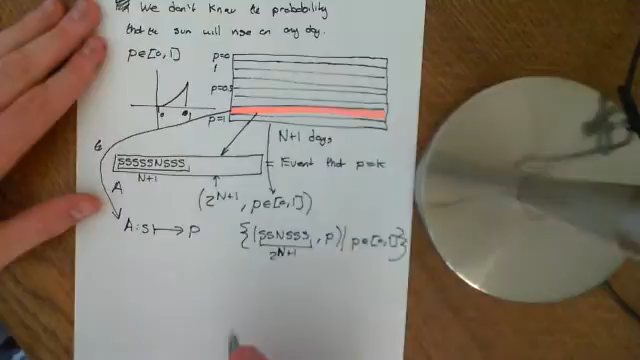 We don't know the probability
that the sun will rise on any day.
p∈[0,1]
p=0
p=0.5
p=1
N+1 days
SSSSSNSSS
= Event that p=k
N+1
A
(2^{N+1}, p∈[0,1])
A: S ↦ p
{(SSNSSS, p) | p∈[0,1]}
2^{N+1}